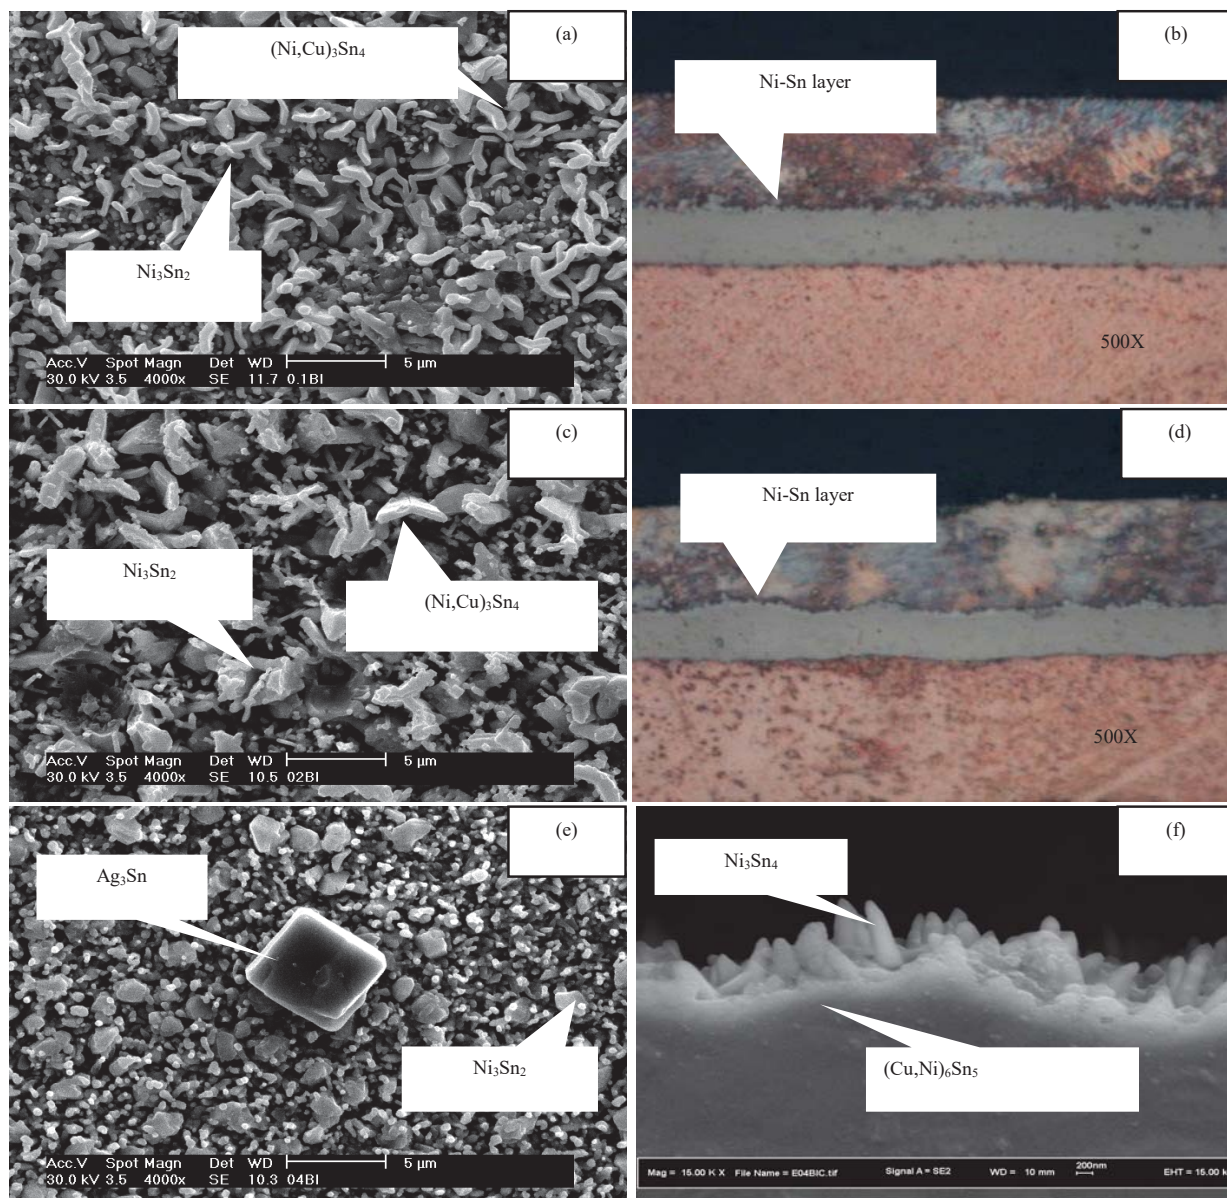 (a)
(Ni,Cu)₃Sn₄
Ni₃Sn₂
Acc.V Spot Magn Det WD 5 µm
30.0 kV 3.5 4000x SE 11.7 0.1BI
(b)
Ni-Sn layer
500X
(c)
Ni₃Sn₂
(Ni,Cu)₃Sn₄
Acc.V Spot Magn Det WD 5 µm
30.0 kV 3.5 4000x SE 10.5 02BI
(d)
Ni-Sn layer
500X
(e)
Ag₃Sn
Ni₃Sn₂
Acc.V Spot Magn Det WD 5 µm
30.0 kV 3.5 4000x SE 10.3 04BI
(f)
Ni₃Sn₄
(Cu,Ni)₆Sn₅
Mag = 15.00 K X File Name = E04BIC.tif Signal A = SE2 WD = 10 mm 200nm EHT = 15.00 k